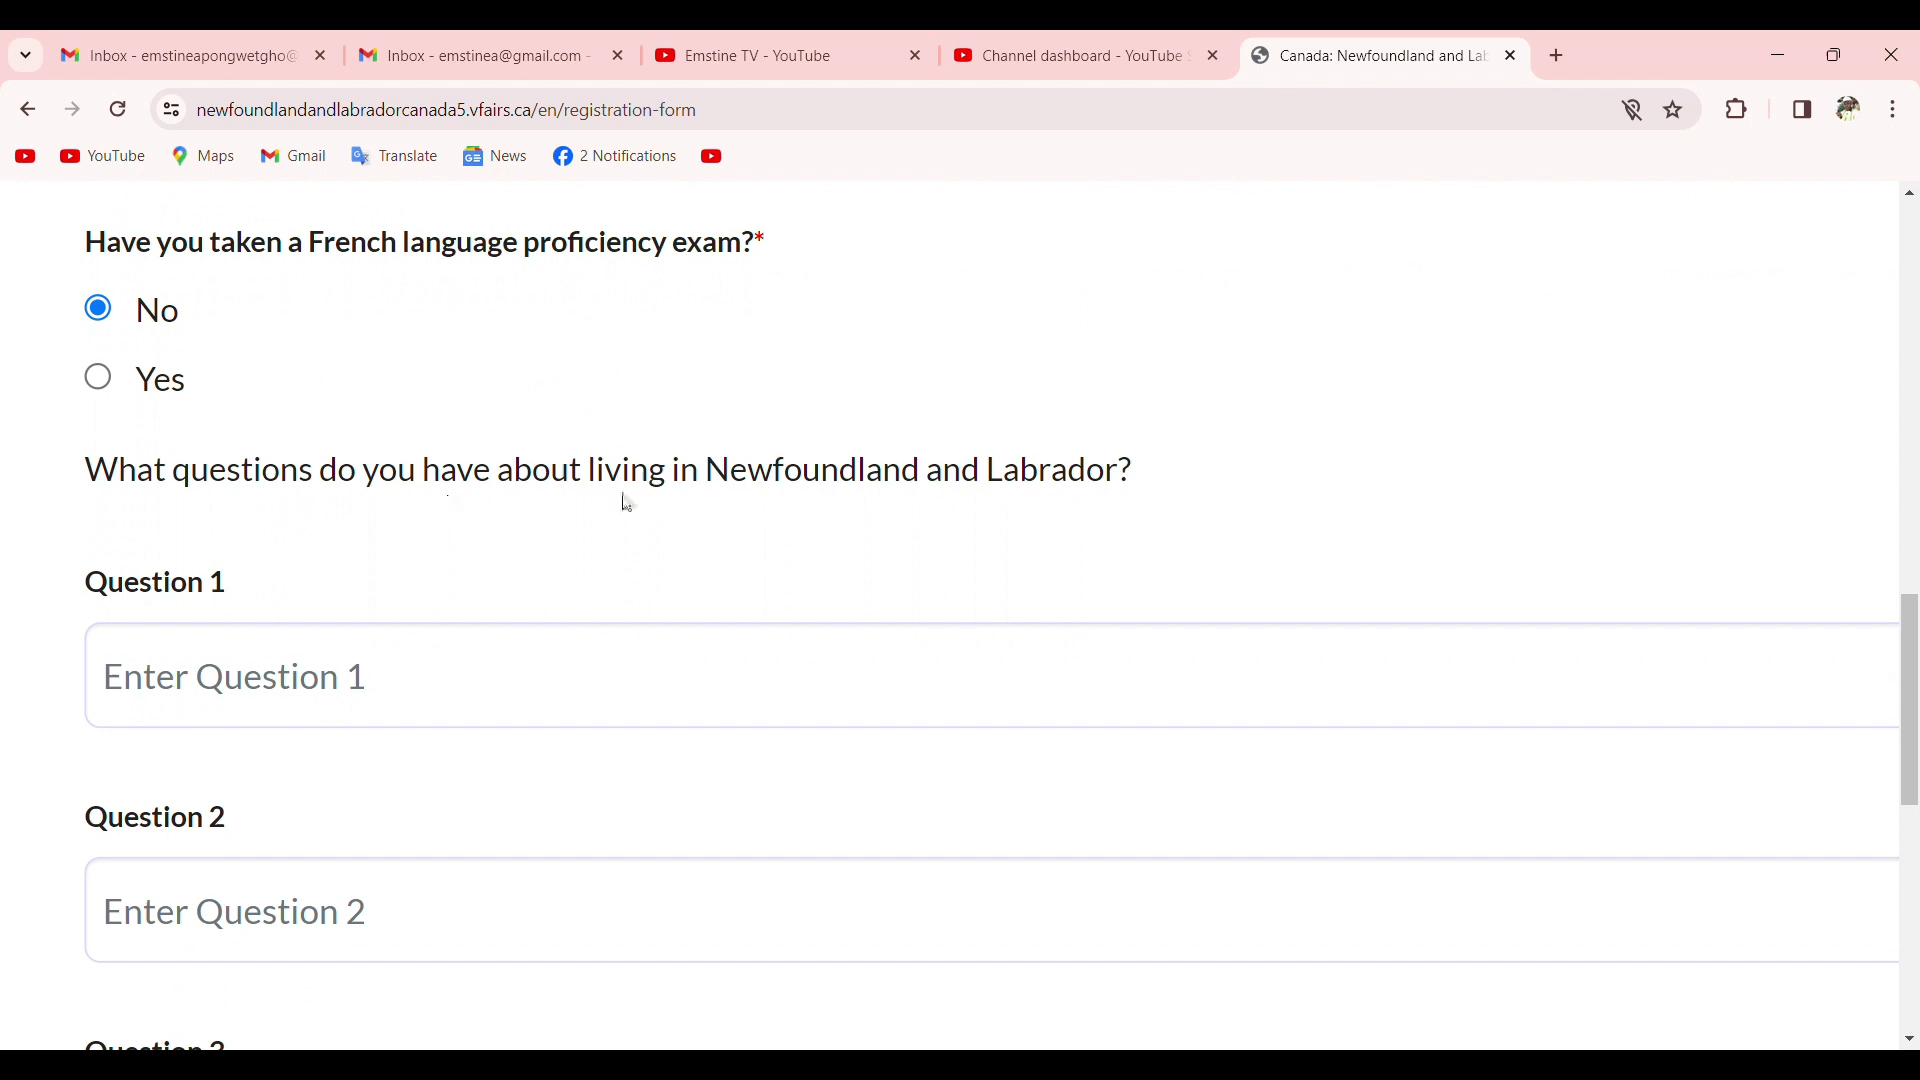 Inbox - emstineapongwetgho@
Inbox - emstinea@gmail.com -
Emstine TV - YouTube
Channel dashboard - YouTube S
Canada: Newfoundland and Lab
newfoundlandandlabradorcanada5.vfairs.ca/en/registration-form
YouTube
Maps
Gmail
Translate
News
2 Notifications
Have you taken a French language proficiency exam?*
No
Yes
What questions do you have about living in Newfoundland and Labrador?
Question 1
Enter Question 1
Question 2
Enter Question 2
Question 3